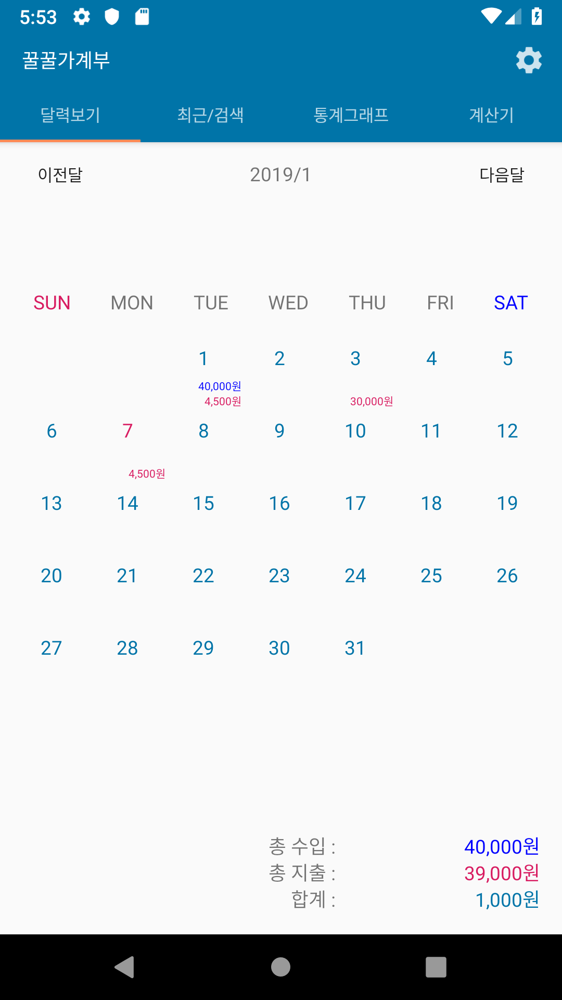 5:53
꿀꿀가계부
달력보기 최근/검색 통계그래프 계산기
이전달 2019/1 다음달
SUN MON TUE WED THU FRI SAT
1 2 3 4 5
40,000원
4,500원 30,000원
6 7 8 9 10 11 12
4,500원
13 14 15 16 17 18 19
20 21 22 23 24 25 26
27 28 29 30 31
총 수입 : 40,000원
총 지출 : 39,000원
합계 : 1,000원